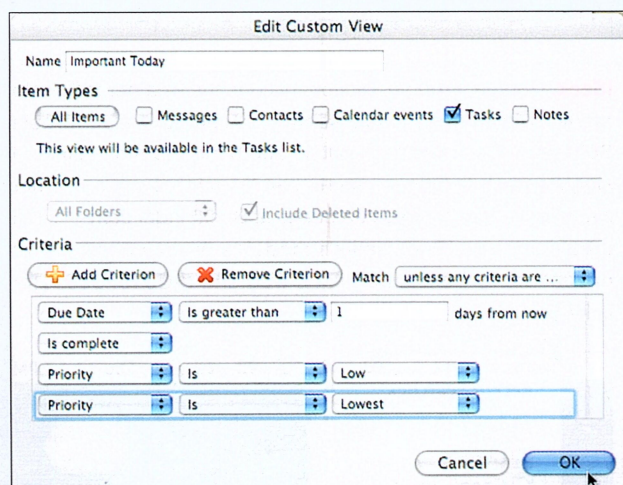 Edit Custom View
Name Important Today
Item Types
All Items Messages Contacts Calendar events Tasks Notes
This view will be available in the Tasks list.
Location
All Folders Include Deleted Items
Criteria
Add Criterion Remove Criterion Match unless any criteria are ...
Due Date Is greater than 1 days from now
Is complete
Priority Is Low
Priority Is Lowest
Cancel OK